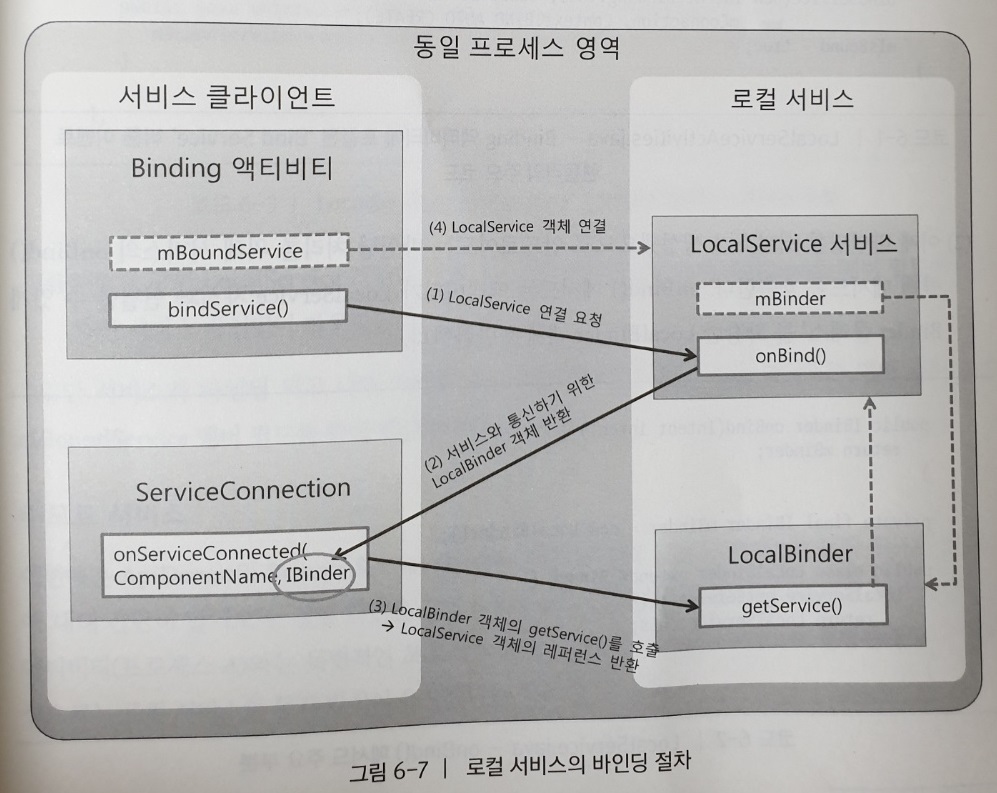 동일 프로세스 영역
서비스 클라이언트
Binding 액티비티
mBoundService
bindService()
(4) LocalService 객체 연결
(1) LocalService 연결 요청
로컬 서비스
LocalService 서비스
mBinder
onBind()
(2) 서비스와 통신하기 위한
LocalBinder 객체 반환
ServiceConnection
onServiceConnected(
ComponentName, IBinder
(3) LocalBinder 객체의 getService()를 호출
→ LocalService 객체의 레퍼런스 반환
LocalBinder
getService()
그림 6-7 | 로컬 서비스의 바인딩 절차